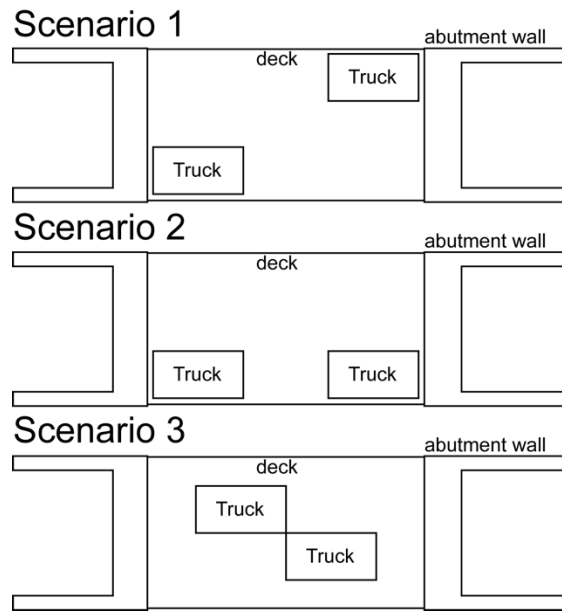 Scenario 1
abutment wall
deck
Truck
Truck
Scenario 2
abutment wall
deck
Truck
Truck
Scenario 3
abutment wall
deck
Truck
Truck